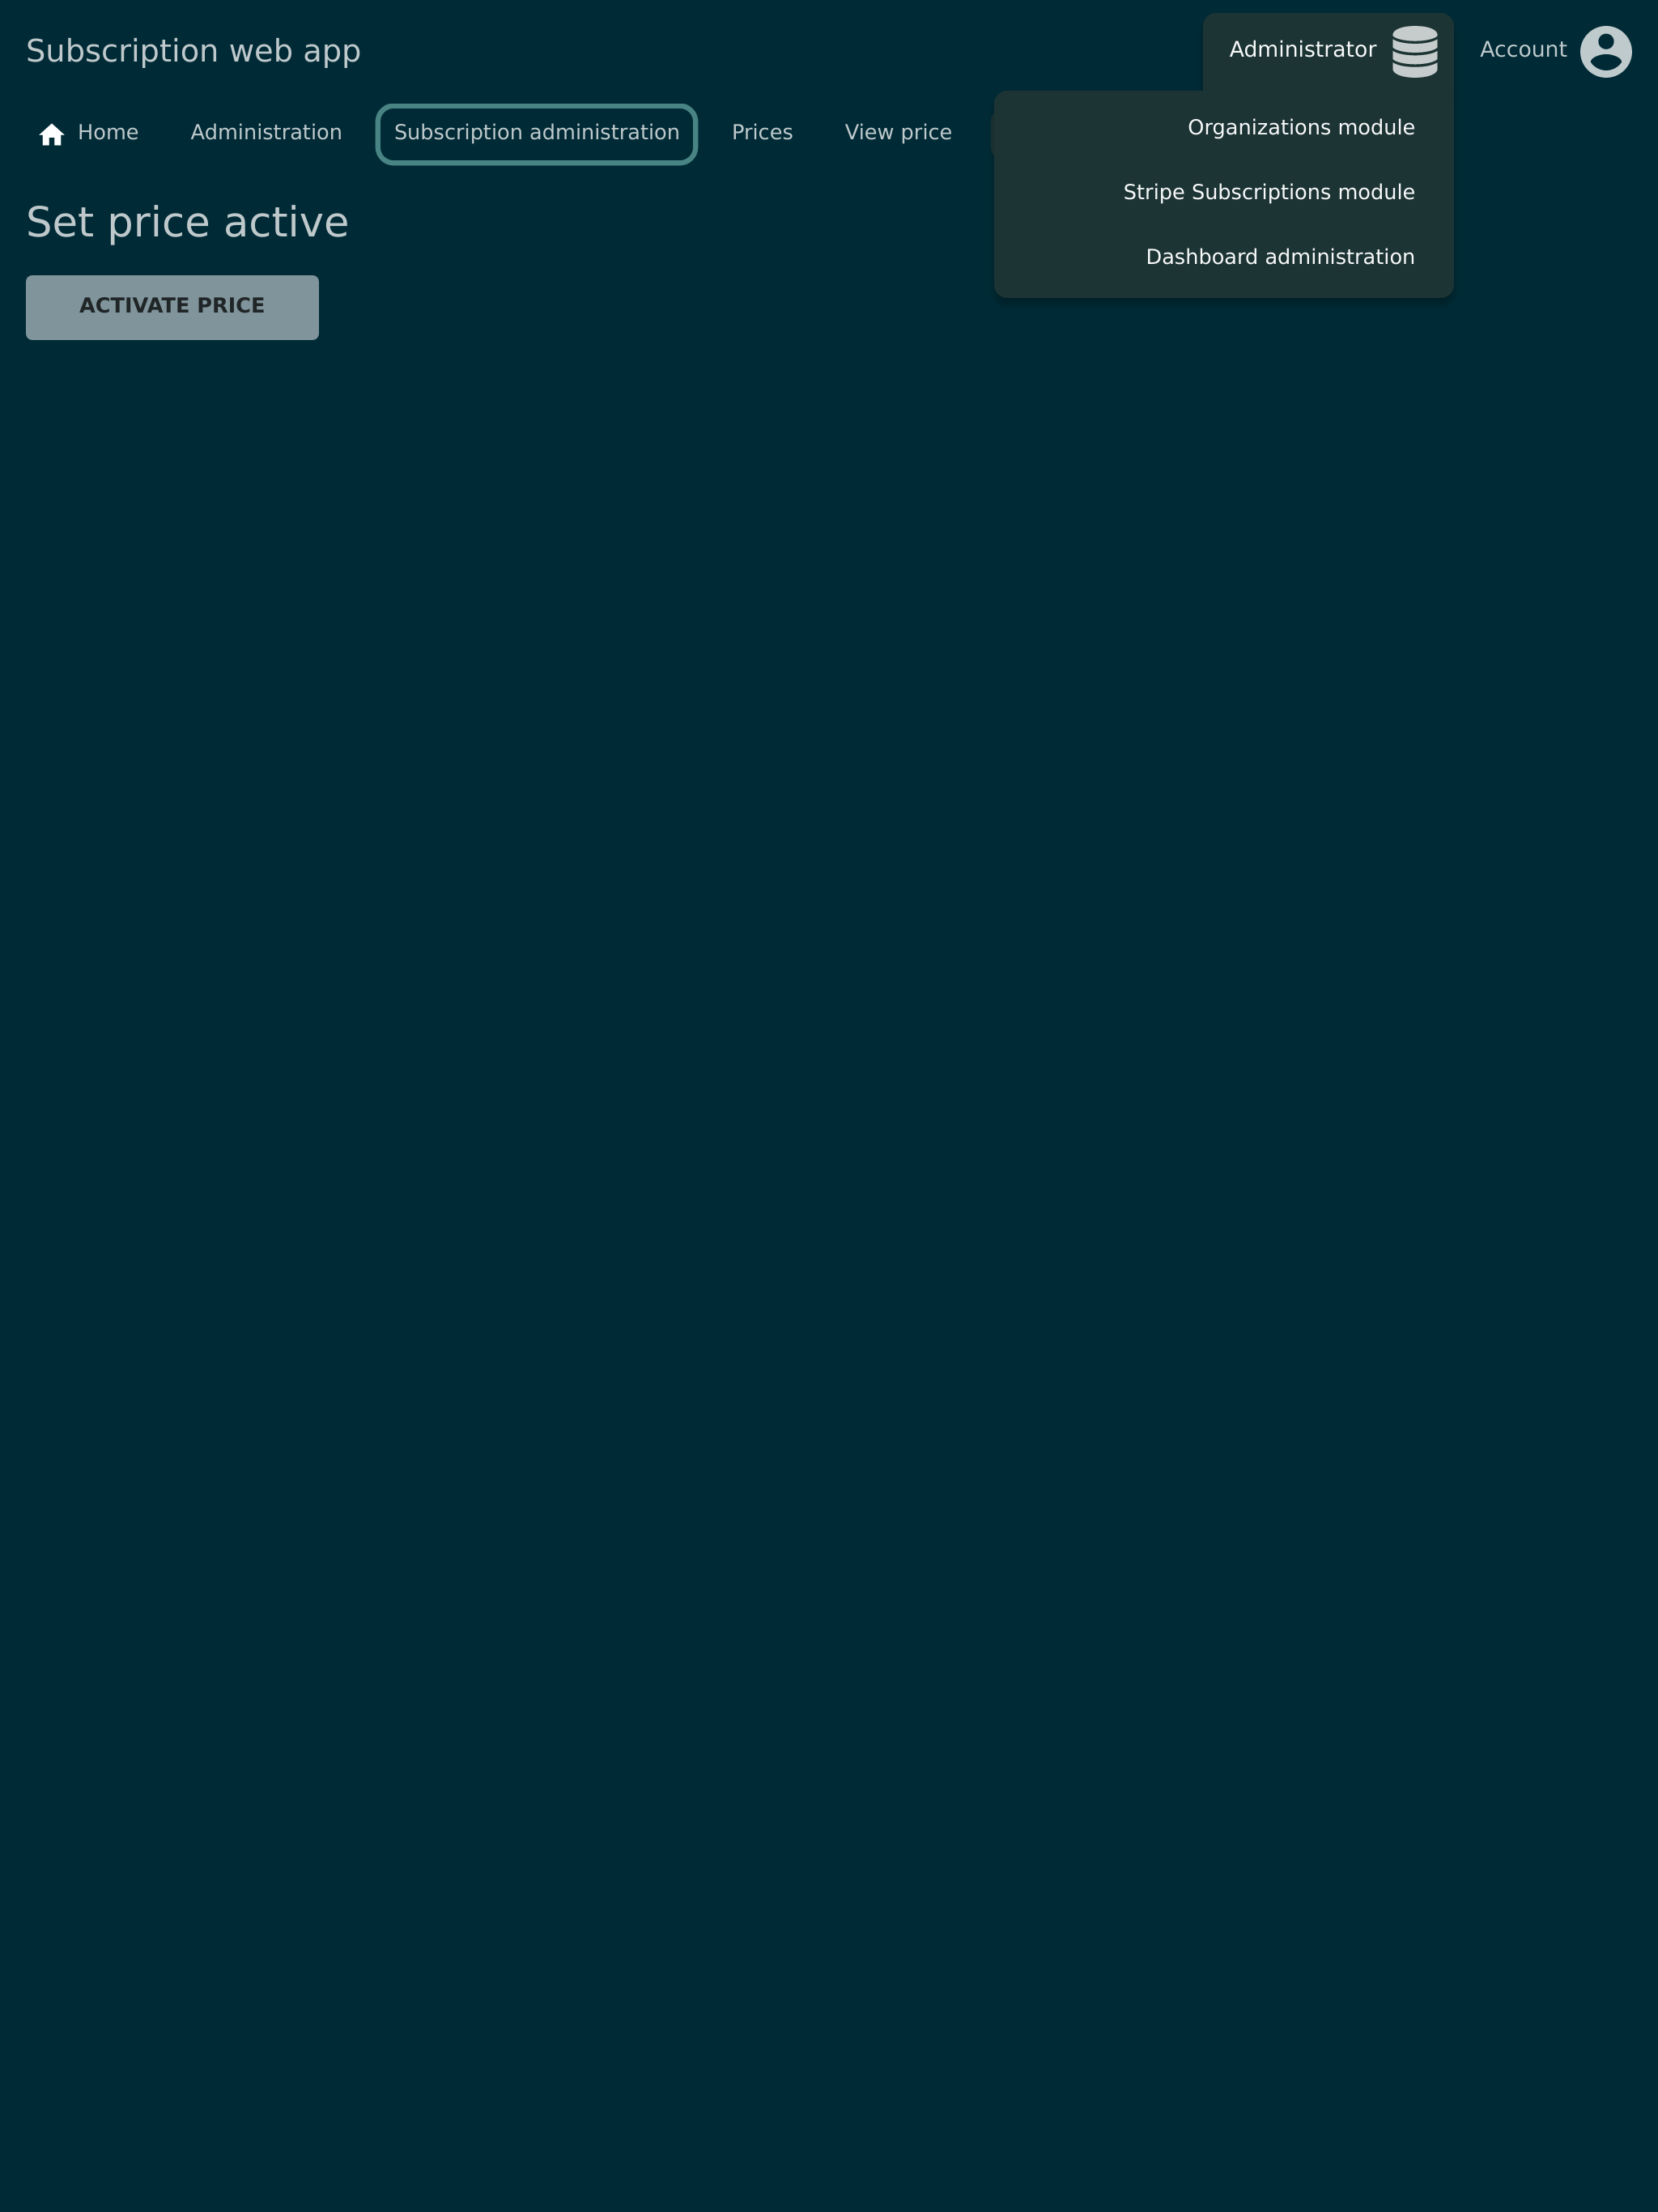 Subscription web app
Administrator
Account
Home
Administration
Subscription administration
Prices
View price
Organizations module
Stripe Subscriptions module
Dashboard administration
Set price active
ACTIVATE PRICE